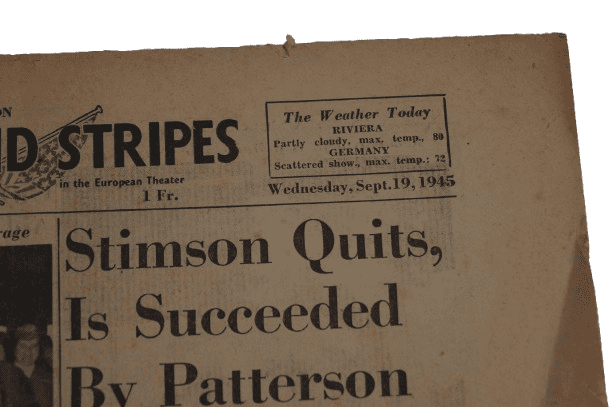 ON
ND STRIPES
in the European Theater
1 Fr.
The Weather Today
RIVIERA
Partly cloudy, max. temp., 80
GERMANY
Scattered show., max. temp.: 72
Wednesday, Sept. 19, 1945
rage
Stimson Quits,
Is Succeeded
By Patterson